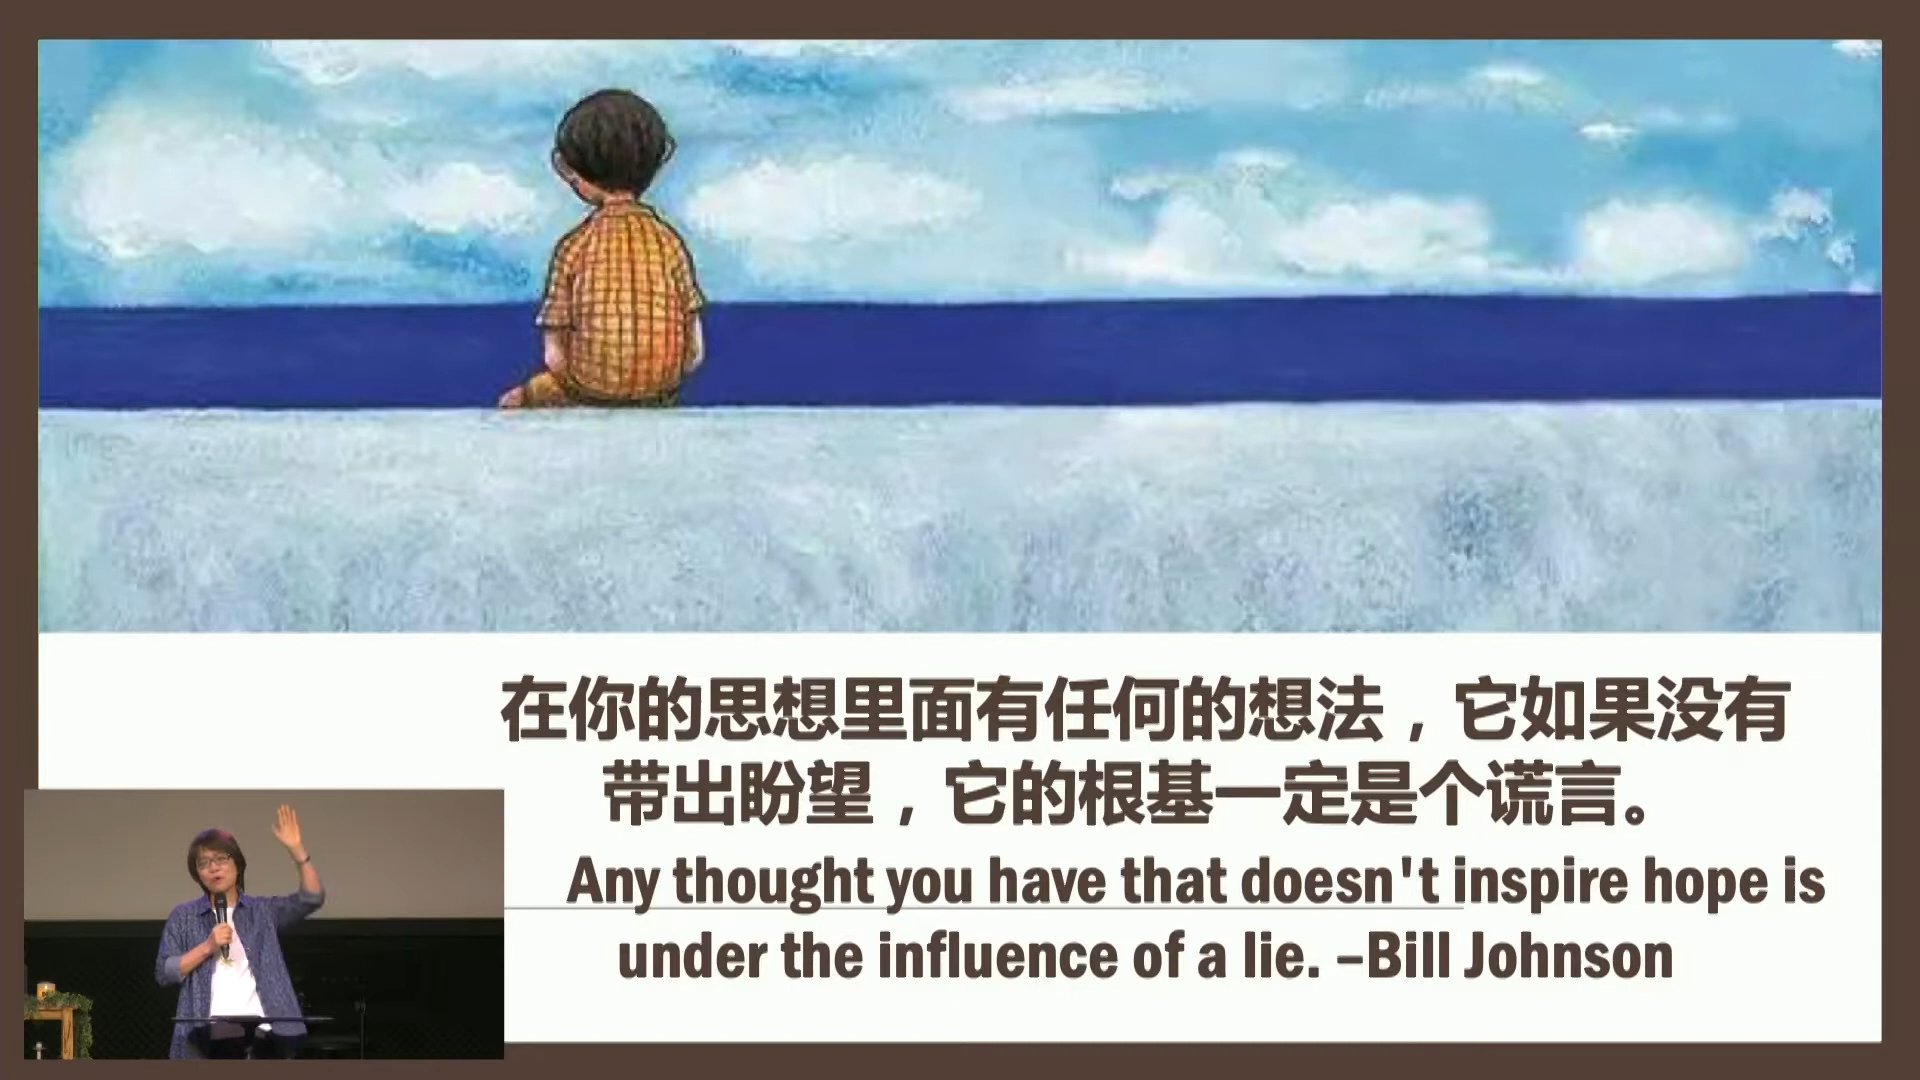 在你的思想里面有任何的想法，它如果没有
带出盼望，它的根基一定是个谎言。
Any thought you have that doesn't inspire hope is
under the influence of a lie. –Bill Johnson